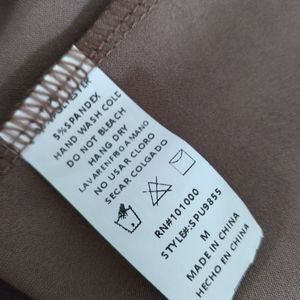 POLYESTER
5%SPANDEX
HAND WASH COLD
DO NOT BLEACH
HANG DRY
LAVAR EN FRIO A MANO
NO USAR CLORO
SECAR COLGADO
RN#101000
STYLE#:SPU9855
M
MADE IN CHINA
HECHO EN CHINA